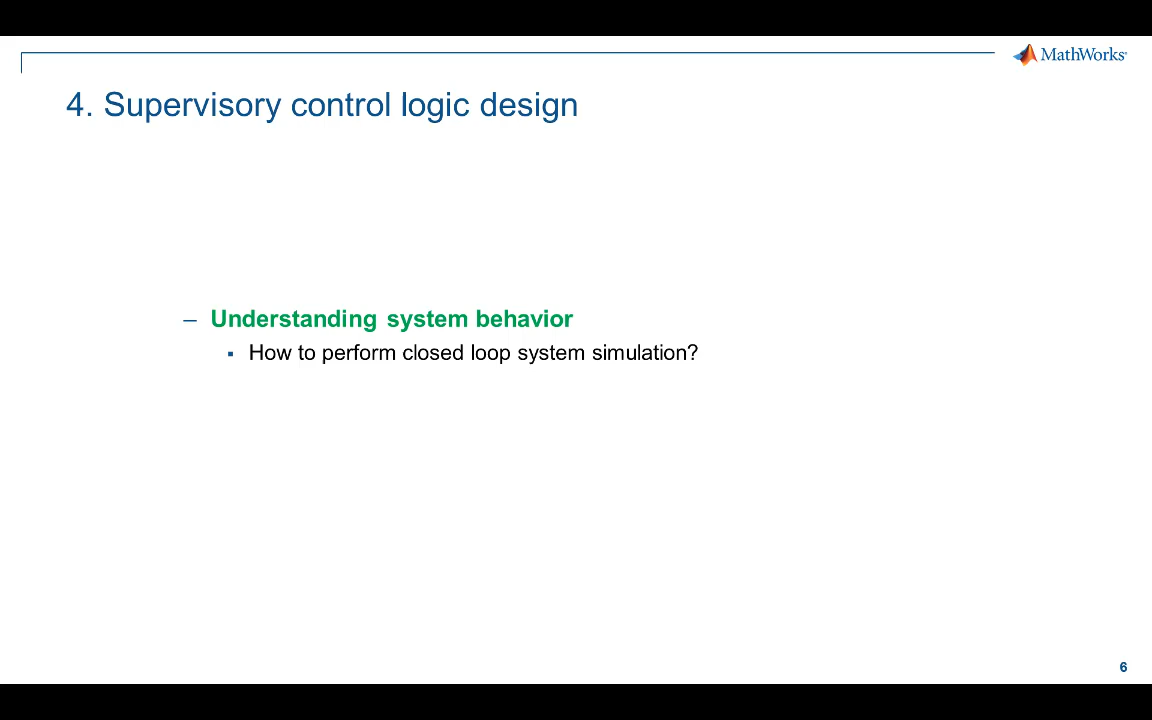 MathWorks
4. Supervisory control logic design
– Understanding system behavior
▪ How to perform closed loop system simulation?
6